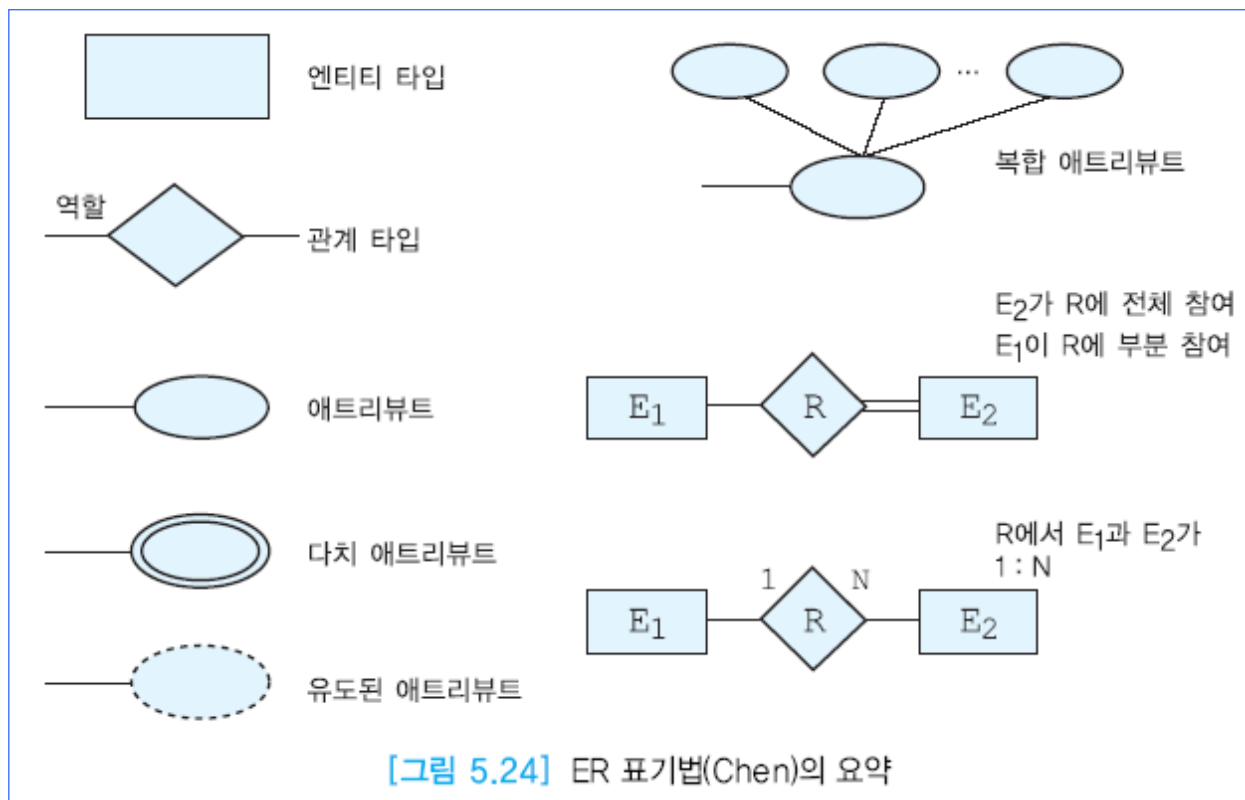 엔티티 타입
역할
관계 타입
애트리뷰트
다치 애트리뷰트
유도된 애트리뷰트
...
복합 애트리뷰트
E2가 R에 전체 참여
E1이 R에 부분 참여
E1 R E2
R에서 E1과 E2가
1 : N
1 N
E1 R E2
[그림 5.24] ER 표기법(Chen)의 요약